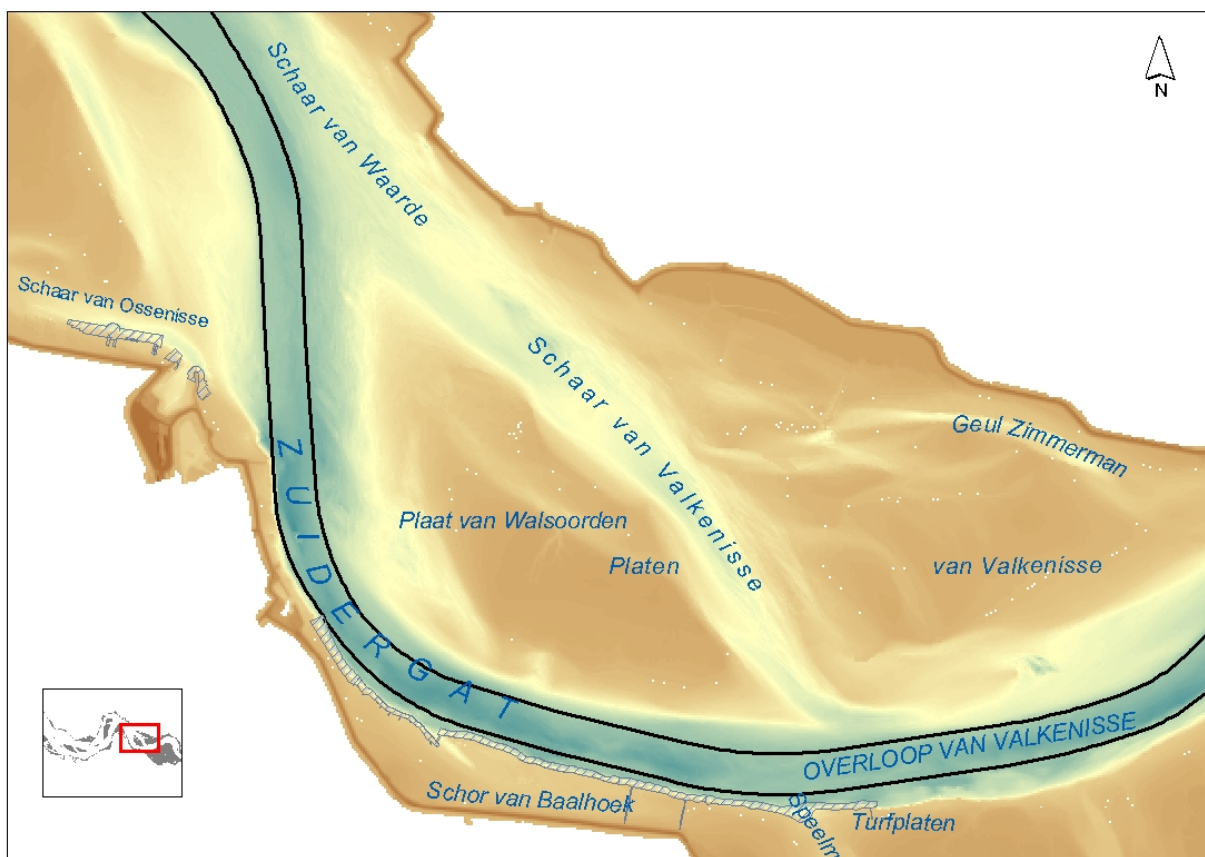 N
Schaar van Waarde
Schaar van Ossenisse
Schaar van Valkenisse
Geul Zimmerman
ZUIDERGAT
Plaat van Walsoorden
Platen van Valkenisse
OVERLOOP VAN VALKENISSE
Schor van Baalhoek
Speelm
Turfplaten